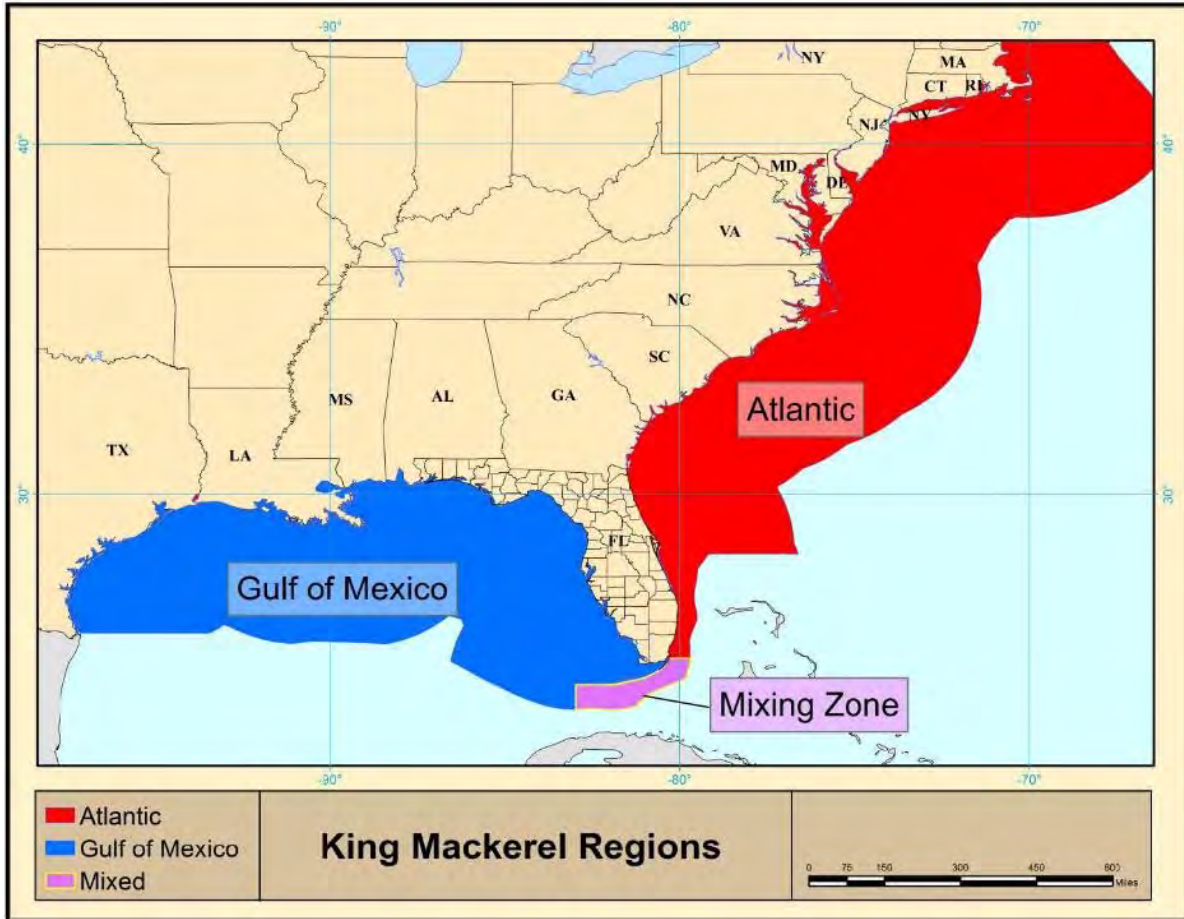 -90°
-80°
-70°
NY
MA
CT
RI
NY
NJ
40°
40°
MD
DE
VA
NC
SC
Atlantic
MS
AL
GA
TX
LA
30°
30°
FL
Gulf of Mexico
Mixing Zone
-90°
-80°
-70°
Atlantic
Gulf of Mexico
Mixed
King Mackerel Regions
0 75 150 300 450 600
Miles